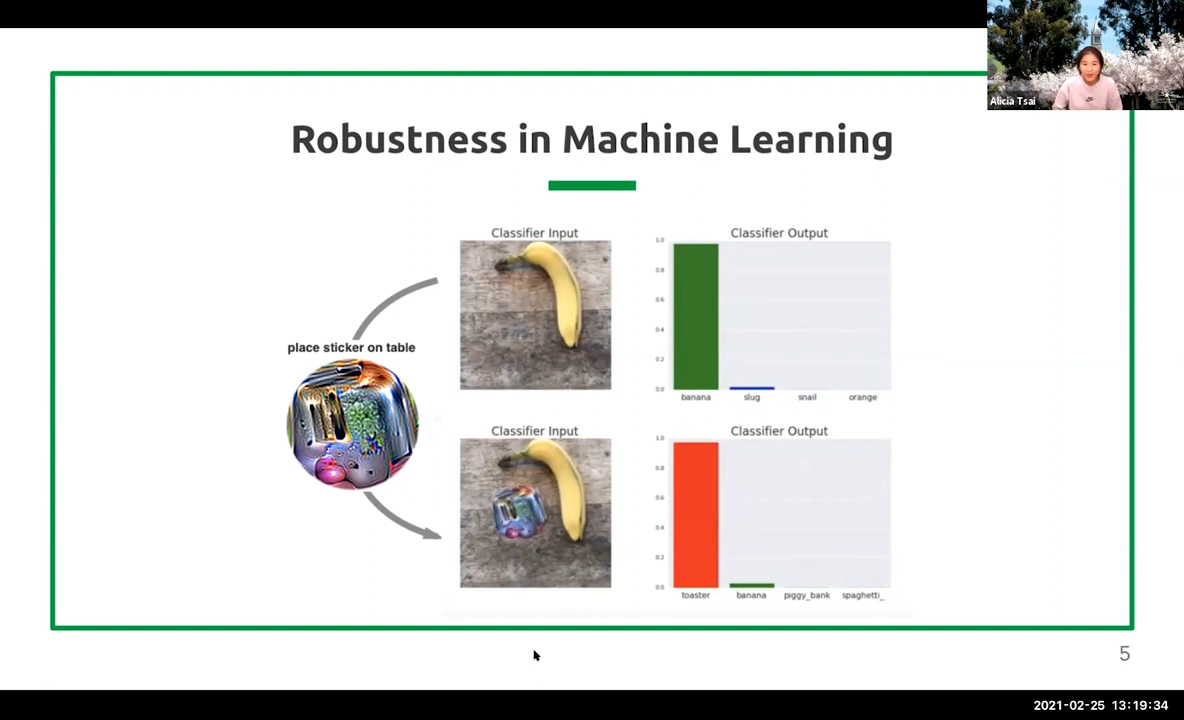 Alicia Tsai
Robustness in Machine Learning
Classifier Input
Classifier Output
1.0
0.8
0.6
0.4
0.2
0.0
banana slug snail orange
place sticker on table
Classifier Input
Classifier Output
1.0
0.8
0.6
0.4
0.2
0.0
toaster banana piggy_bank spaghetti_
5
2021-02-25 13:19:34